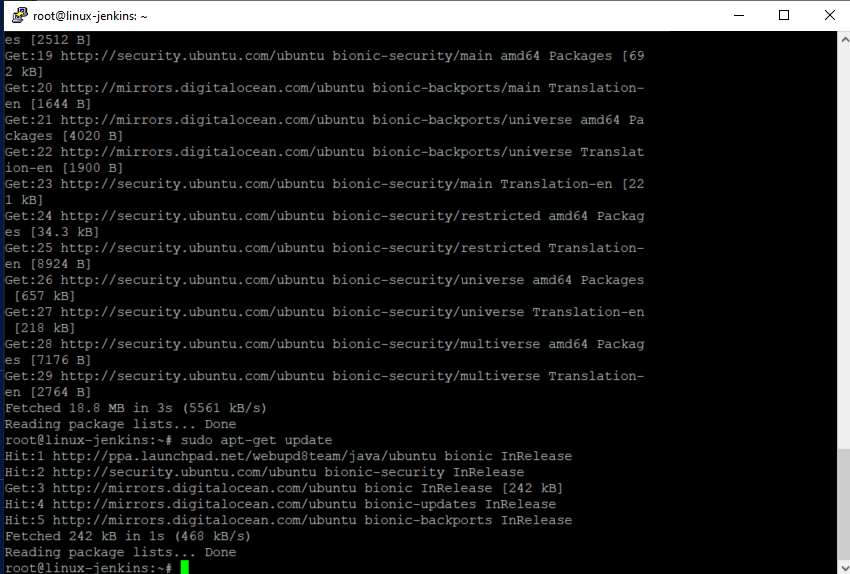 root@linux-jenkins: ~
es [2512 B]
Get:19 http://security.ubuntu.com/ubuntu bionic-security/main amd64 Packages [69
2 kB]
Get:20 http://mirrors.digitalocean.com/ubuntu bionic-backports/main Translation-
en [1644 B]
Get:21 http://mirrors.digitalocean.com/ubuntu bionic-backports/universe amd64 Pa
ckages [4020 B]
Get:22 http://mirrors.digitalocean.com/ubuntu bionic-backports/universe Translat
ion-en [1900 B]
Get:23 http://security.ubuntu.com/ubuntu bionic-security/main Translation-en [22
1 kB]
Get:24 http://security.ubuntu.com/ubuntu bionic-security/restricted amd64 Packag
es [34.3 kB]
Get:25 http://security.ubuntu.com/ubuntu bionic-security/restricted Translation-
en [8924 B]
Get:26 http://security.ubuntu.com/ubuntu bionic-security/universe amd64 Packages
 [657 kB]
Get:27 http://security.ubuntu.com/ubuntu bionic-security/universe Translation-en
 [218 kB]
Get:28 http://security.ubuntu.com/ubuntu bionic-security/multiverse amd64 Packag
es [7176 B]
Get:29 http://security.ubuntu.com/ubuntu bionic-security/multiverse Translation-
en [2764 B]
Fetched 18.8 MB in 3s (5561 kB/s)
Reading package lists... Done
root@linux-jenkins:~# sudo apt-get update
Hit:1 http://ppa.launchpad.net/webupd8team/java/ubuntu bionic InRelease
Hit:2 http://security.ubuntu.com/ubuntu bionic-security InRelease
Get:3 http://mirrors.digitalocean.com/ubuntu bionic InRelease [242 kB]
Hit:4 http://mirrors.digitalocean.com/ubuntu bionic-updates InRelease
Hit:5 http://mirrors.digitalocean.com/ubuntu bionic-backports InRelease
Fetched 242 kB in 1s (468 kB/s)
Reading package lists... Done
root@linux-jenkins:~#